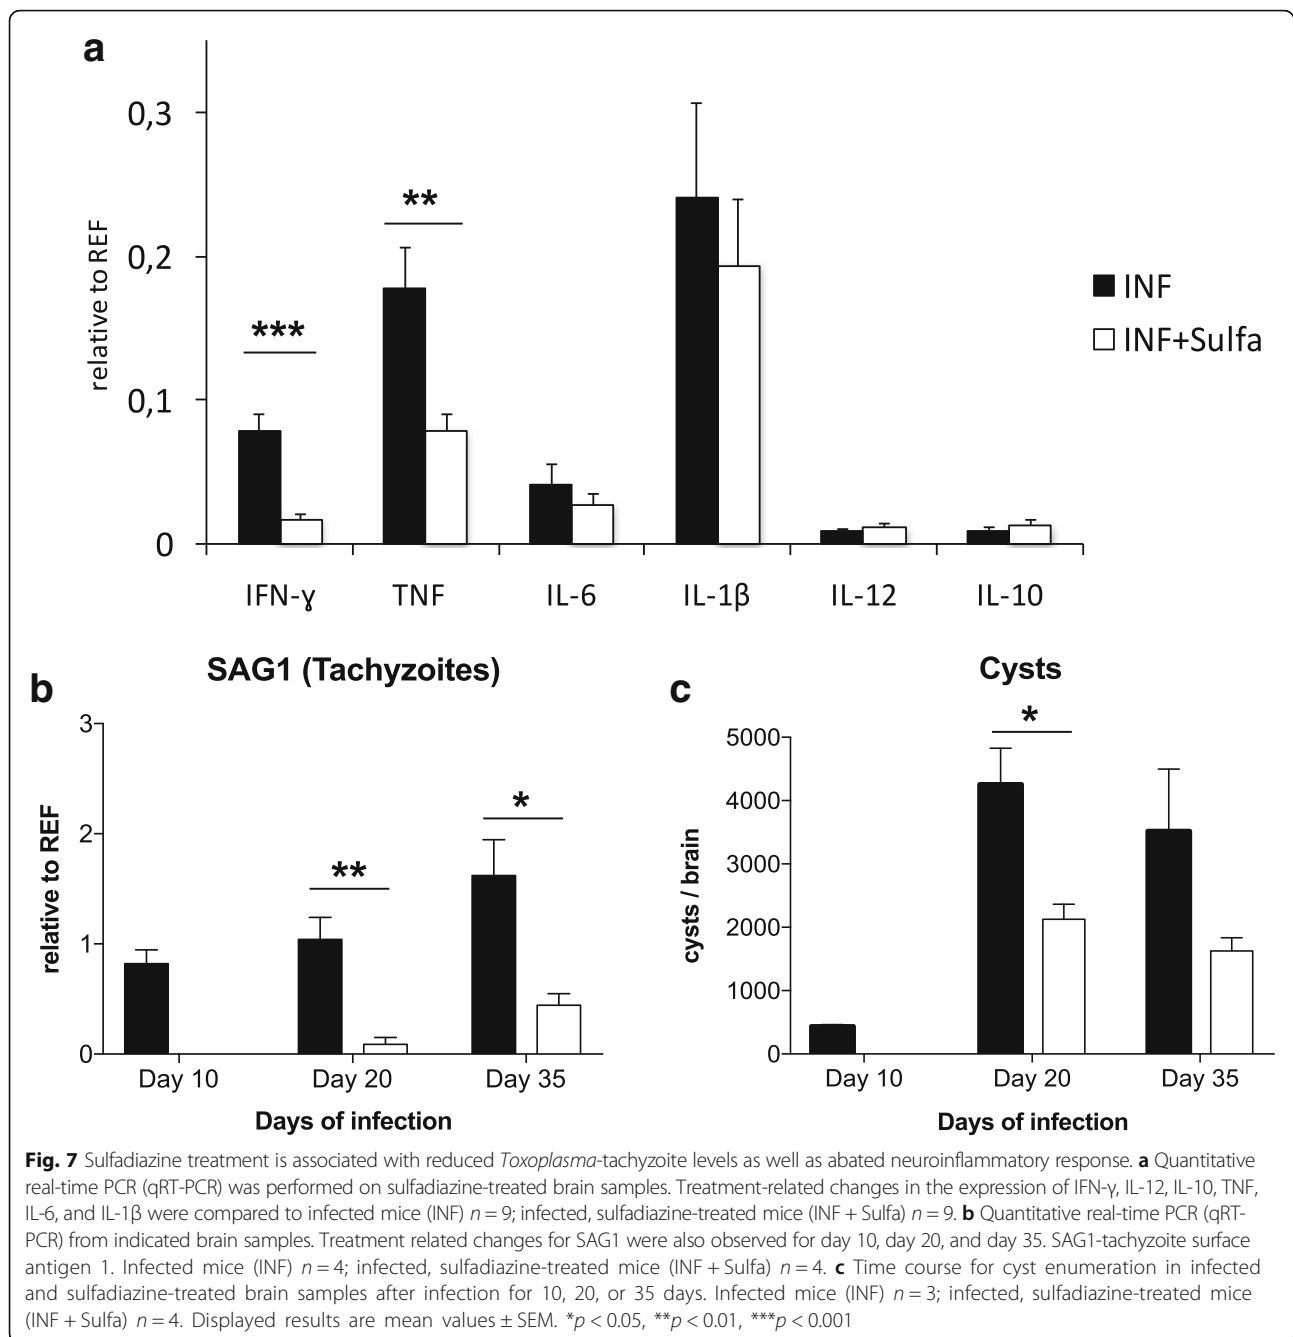 a
0,3
0,2
0,1
0
relative to REF
***
**
INF
INF+Sulfa
IFN-ɣ TNF IL-6 IL-1β IL-12 IL-10
b
SAG1 (Tachyzoites)
3
2
1
0
relative to REF
**
*
Day 10 Day 20 Day 35
Days of infection
c
Cysts
5000
4000
3000
2000
1000
0
cysts / brain
*
Day 10 Day 20 Day 35
Days of infection
Fig. 7 Sulfadiazine treatment is associated with reduced Toxoplasma-tachyzoite levels as well as abated neuroinflammatory response. a Quantitative
real-time PCR (qRT-PCR) was performed on sulfadiazine-treated brain samples. Treatment-related changes in the expression of IFN-γ, IL-12, IL-10, TNF,
IL-6, and IL-1β were compared to infected mice (INF) n = 9; infected, sulfadiazine-treated mice (INF + Sulfa) n = 9. b Quantitative real-time PCR (qRT-
PCR) from indicated brain samples. Treatment related changes for SAG1 were also observed for day 10, day 20, and day 35. SAG1-tachyzoite surface
antigen 1. Infected mice (INF) n = 4; infected, sulfadiazine-treated mice (INF + Sulfa) n = 4. c Time course for cyst enumeration in infected
and sulfadiazine-treated brain samples after infection for 10, 20, or 35 days. Infected mice (INF) n = 3; infected, sulfadiazine-treated mice
(INF + Sulfa) n = 4. Displayed results are mean values ± SEM. *p < 0.05, **p < 0.01, ***p < 0.001